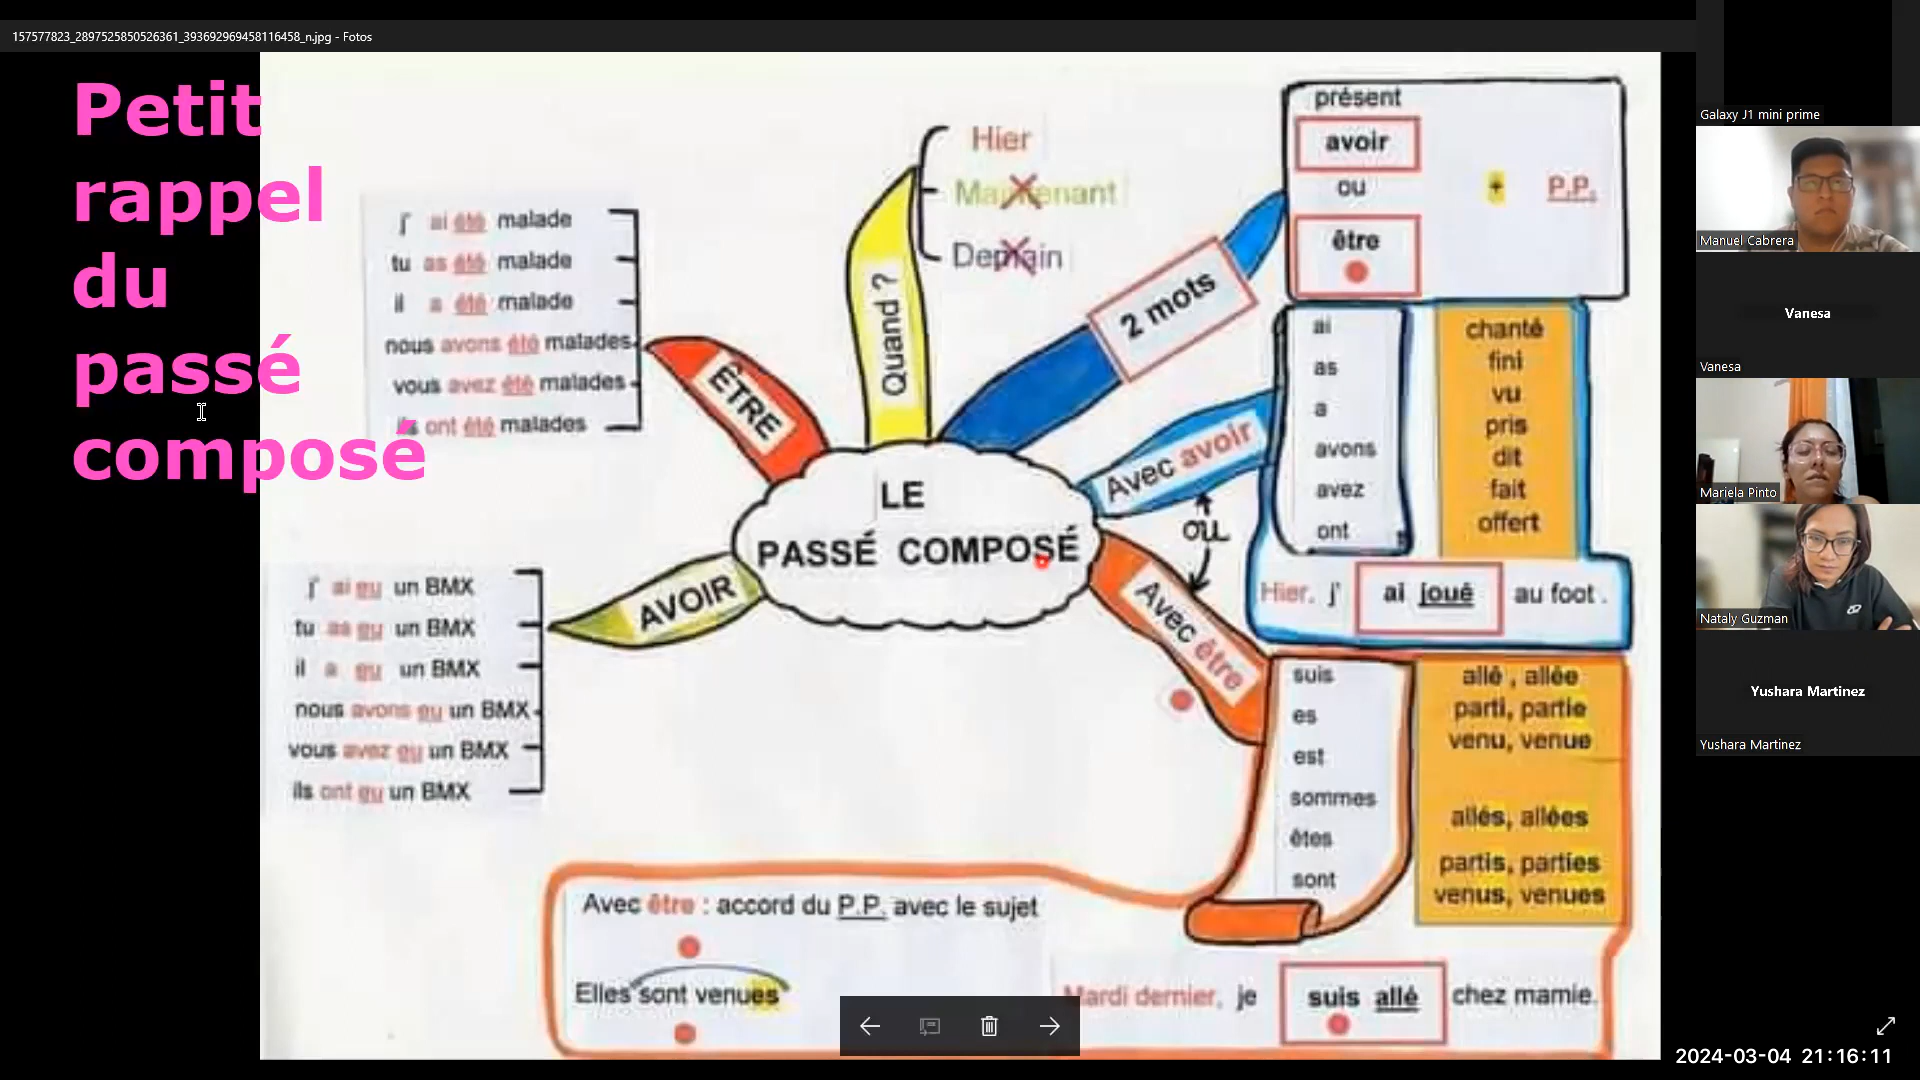 157577823_2897525850526361_393692969458116458_n.jpg - Fotos
Petit
rappel
du
passé
composé
j' ai été malade
tu as été malade
il a été malade
nous avons été malades
vous avez été malades
ils ont été malades
ÊTRE
Quand ?
Hier
Maintenant
Demain
2 mots
présent
avoir
ou
être
+ P.P.
LE
PASSÉ COMPOSÉ
Avec avoir
ou
Avec être
ai
as
a
avons
avez
ont
chanté
fini
vu
pris
dit
fait
offert
Hier, j' ai joué au foot .
AVOIR
j' ai eu un BMX
tu as eu un BMX
il a eu un BMX
nous avons eu un BMX
vous avez eu un BMX
ils ont eu un BMX
suis
es
est
sommes
êtes
sont
allé , allée
parti, partie
venu, venue
allés, allées
partis, parties
venus, venues
Avec être : accord du P.P. avec le sujet
Elles sont venues
Mardi dernier, je suis allé chez mamie.
Galaxy J1 mini prime
Manuel Cabrera
Vanesa
Vanesa
Mariela Pinto
Nataly Guzman
Yushara Martinez
Yushara Martinez
2024-03-04 21:16:11